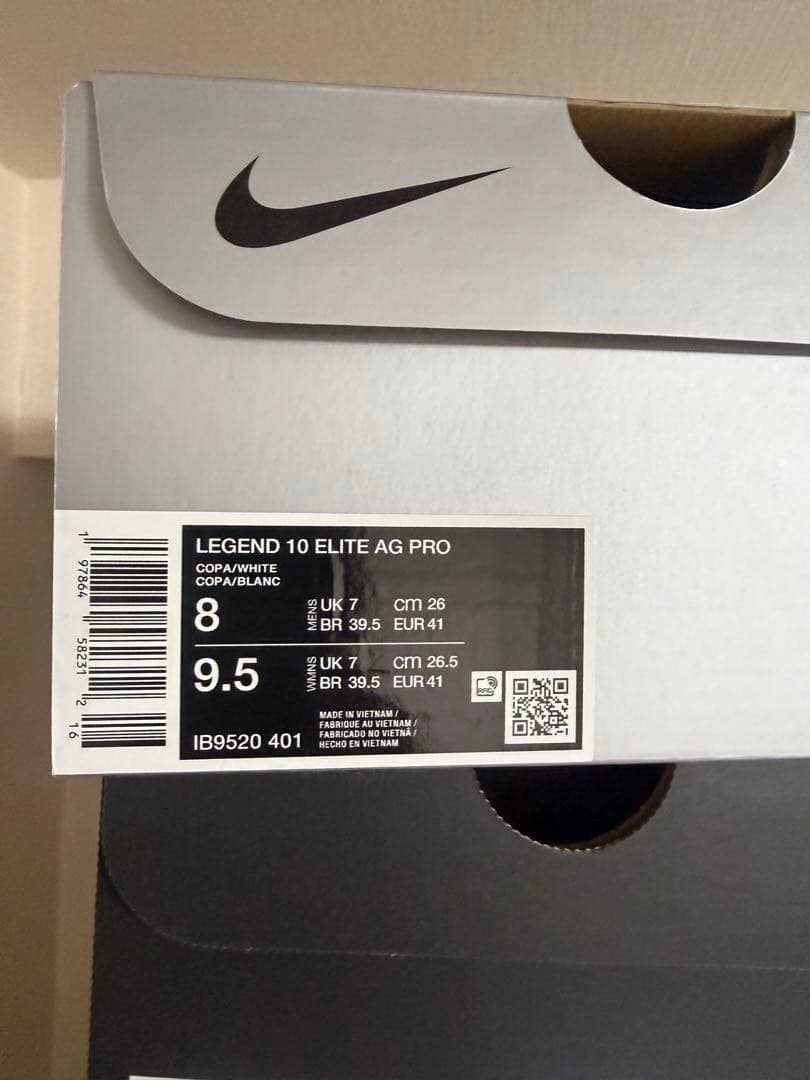 LEGEND 10 ELITE AG PRO
COPA/WHITE
COPA/BLANC
8
MENS
UK 7 cm 26
BR 39.5 EUR 41
9.5
WMNS
UK 7 cm 26.5
BR 39.5 EUR 41
IB9520 401
MADE IN VIETNAM /
FABRIQUE AU VIETNAM /
FABRICADO NO VIETNÃ /
HECHO EN VIETNAM
1 97864 58231 2 16